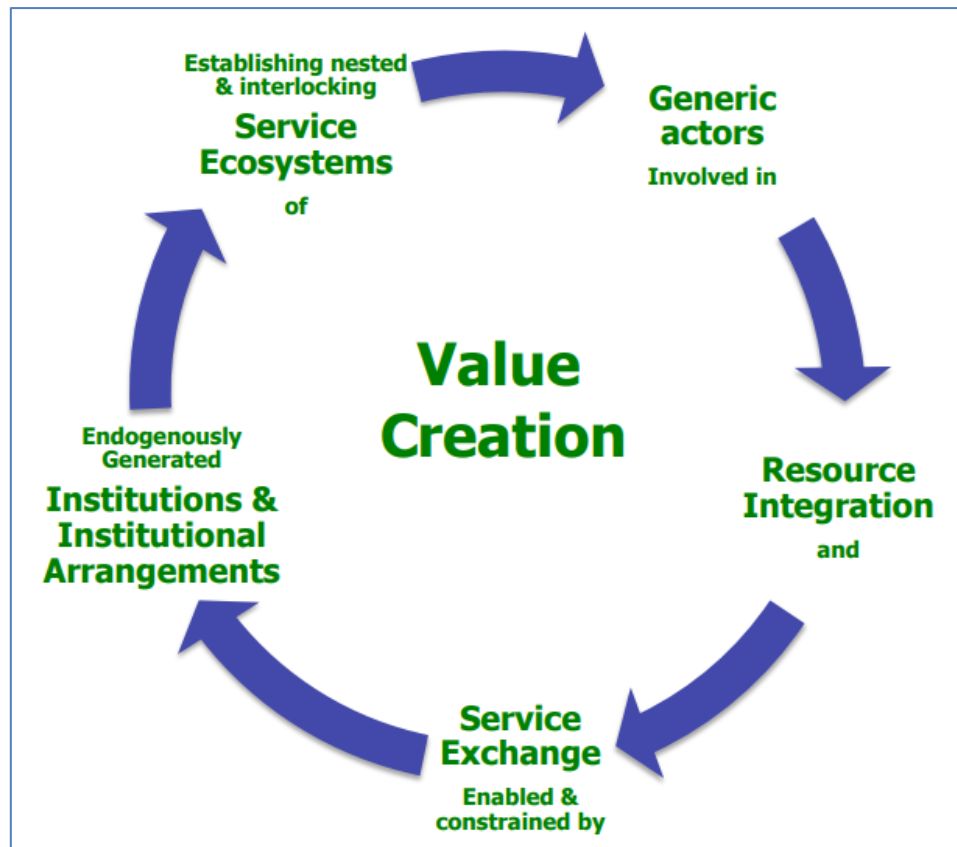 Establishing nested
& interlocking
Service
Ecosystems
of
Generic
actors
Involved in
Value
Creation
Resource
Integration
and
Service
Exchange
Enabled &
constrained by
Endogenously
Generated
Institutions &
Institutional
Arrangements